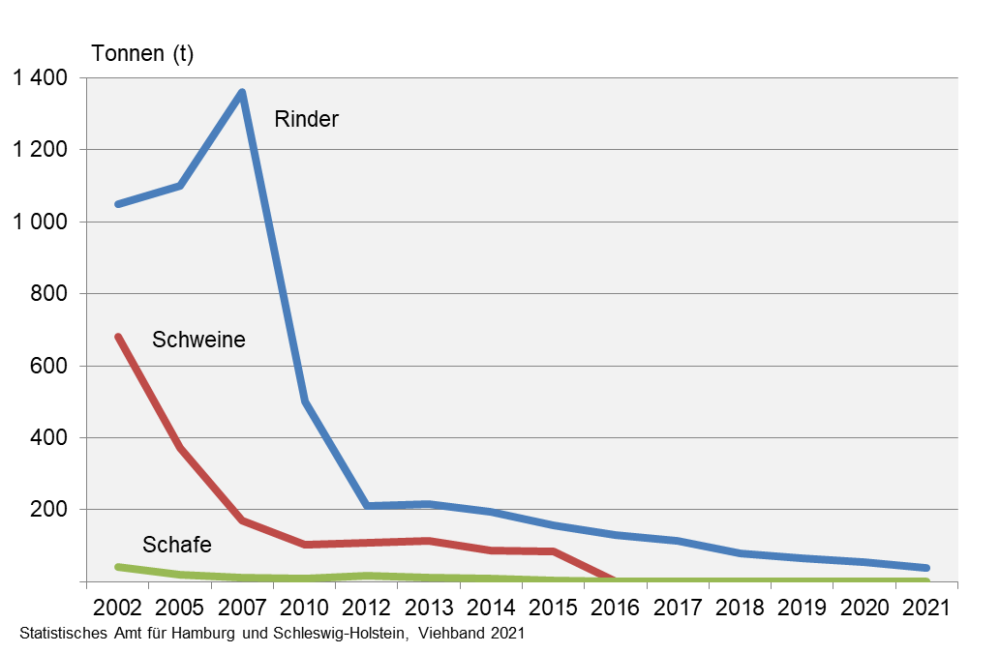 Tonnen (t)
1 400
Rinder
1 200
1 000
800
Schweine
600
400
200
Schafe
2002 2005 2007 2010 2012 2013 2014 2015 2016 2017 2018 2019 2020 2021
Statistisches Amt für Hamburg und Schleswig-Holstein, Viehband 2021